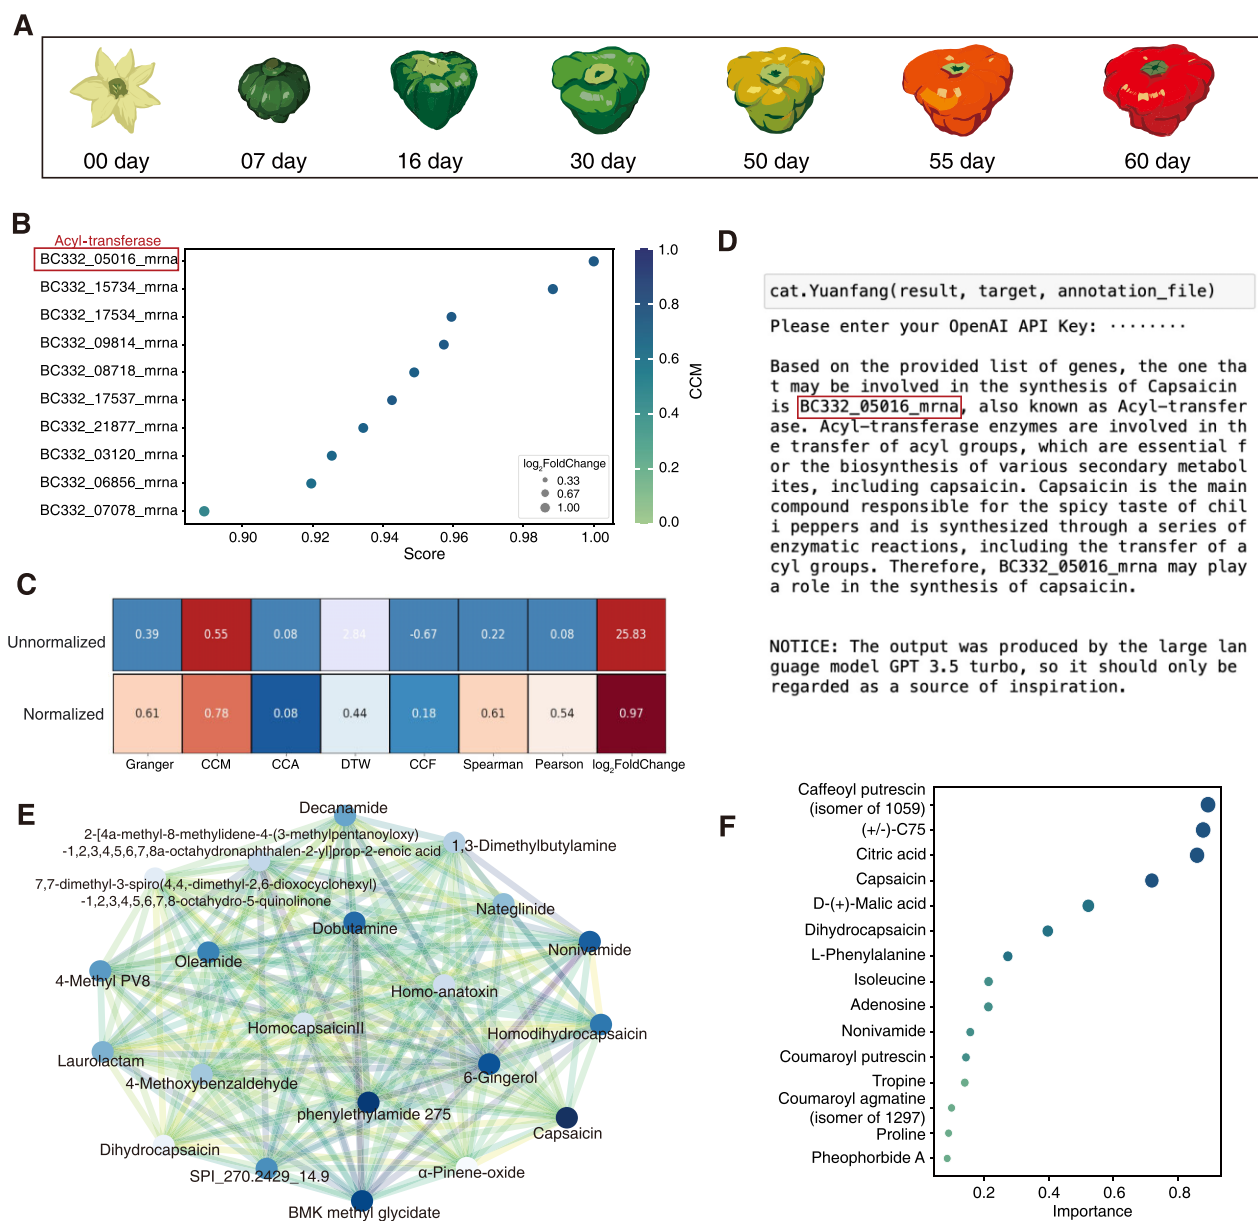 A
00 day
07 day
16 day
30 day
50 day
55 day
60 day
B
Acyl-transferase
BC332_05016_mrna
BC332_15734_mrna
BC332_17534_mrna
BC332_09814_mrna
BC332_08718_mrna
BC332_17537_mrna
BC332_21877_mrna
BC332_03120_mrna
BC332_06856_mrna
BC332_07078_mrna
log2FoldChange
0.33
0.67
1.00
0.90
0.92
0.94
0.96
0.98
1.00
Score
1.0
0.8
0.6
0.4
0.2
0.0
CCM
C
Unnormalized
0.39
0.55
0.08
2.84
-0.67
0.22
0.08
25.83
Normalized
0.61
0.78
0.08
0.44
0.18
0.61
0.54
0.97
Granger
CCM
CCA
DTW
CCF
Spearman
Pearson
log2FoldChange
D
cat.Yuanfang(result, target, annotation_file)
Please enter your OpenAI API Key: ········
Based on the provided list of genes, the one tha
t may be involved in the synthesis of Capsaicin
is BC332_05016_mrna, also known as Acyl-transfer
ase. Acyl-transferase enzymes are involved in th
e transfer of acyl groups, which are essential f
or the biosynthesis of various secondary metabol
ites, including capsaicin. Capsaicin is the main
compound responsible for the spicy taste of chil
i peppers and is synthesized through a series of
enzymatic reactions, including the transfer of a
cyl groups. Therefore, BC332_05016_mrna may play
a role in the synthesis of capsaicin.
NOTICE: The output was produced by the large lan
guage model GPT 3.5 turbo, so it should only be
regarded as a source of inspiration.
E
Decanamide
2-[4a-methyl-8-methylidene-4-(3-methylpentanoyloxy)
-1,2,3,4,5,6,7,8a-octahydronaphthalen-2-yl]prop-2-enoic acid
1,3-Dimethylbutylamine
7,7-dimethyl-3-spiro(4,4,-dimethyl-2,6-dioxocyclohexyl)
-1,2,3,4,5,6,7,8-octahydro-5-quinolinone
Nateglinide
Dobutamine
Nonivamide
Oleamide
4-Methyl PV8
Homo-anatoxin
HomocapsaicinII
Homodihydrocapsaicin
Laurolactam
4-Methoxybenzaldehyde
6-Gingerol
phenylethylamide 275
Capsaicin
Dihydrocapsaicin
SPI_270.2429_14.9
α-Pinene-oxide
BMK methyl glycidate
F
Caffeoyl putrescin
(isomer of 1059)
(+/-)-C75
Citric acid
Capsaicin
D-(+)-Malic acid
Dihydrocapsaicin
L-Phenylalanine
Isoleucine
Adenosine
Nonivamide
Coumaroyl putrescin
Tropine
Coumaroyl agmatine
(isomer of 1297)
Proline
Pheophorbide A
0.2
0.4
0.6
0.8
Importance